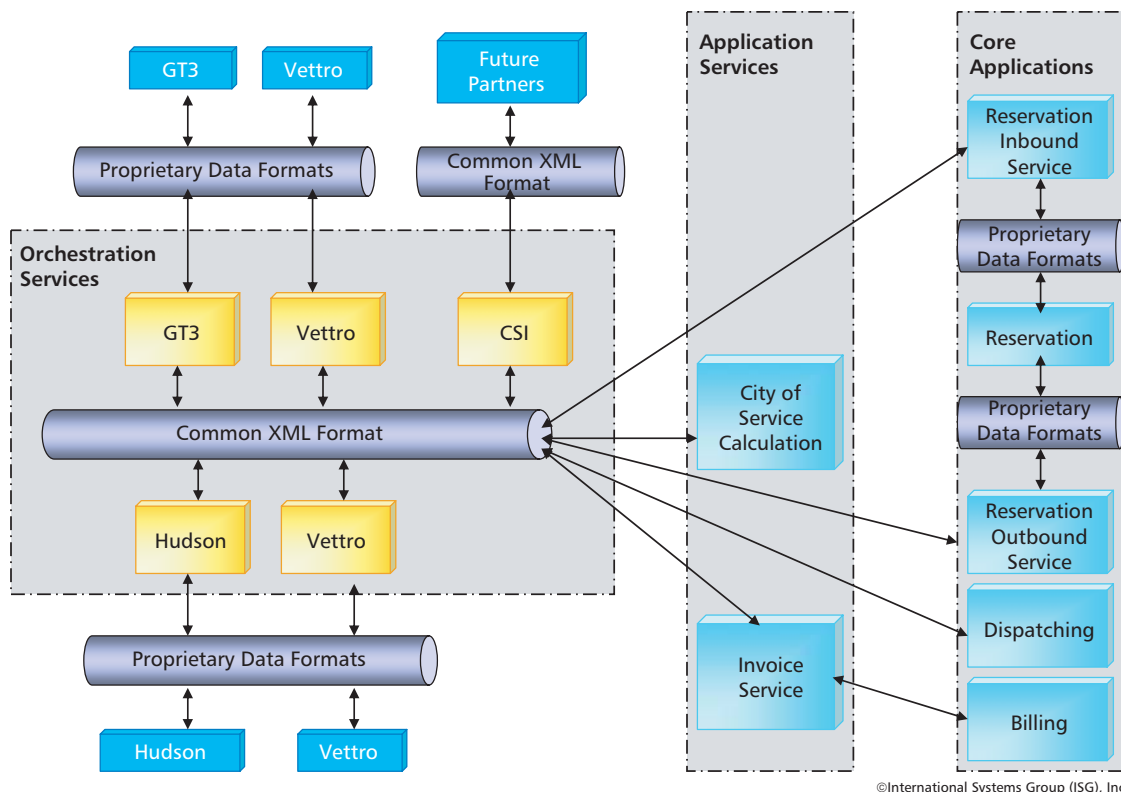 GT3
Vettro
Future
Partners
Proprietary Data Formats
Common XML
Format
Orchestration
Services
GT3
Vettro
CSI
Common XML Format
Hudson
Vettro
Proprietary Data Formats
Hudson
Vettro
Application
Services
City of
Service
Calculation
Invoice
Service
Core
Applications
Reservation
Inbound
Service
Proprietary
Data Formats
Reservation
Proprietary
Data Formats
Reservation
Outbound
Service
Dispatching
Billing
©International Systems Group (ISG), Inc